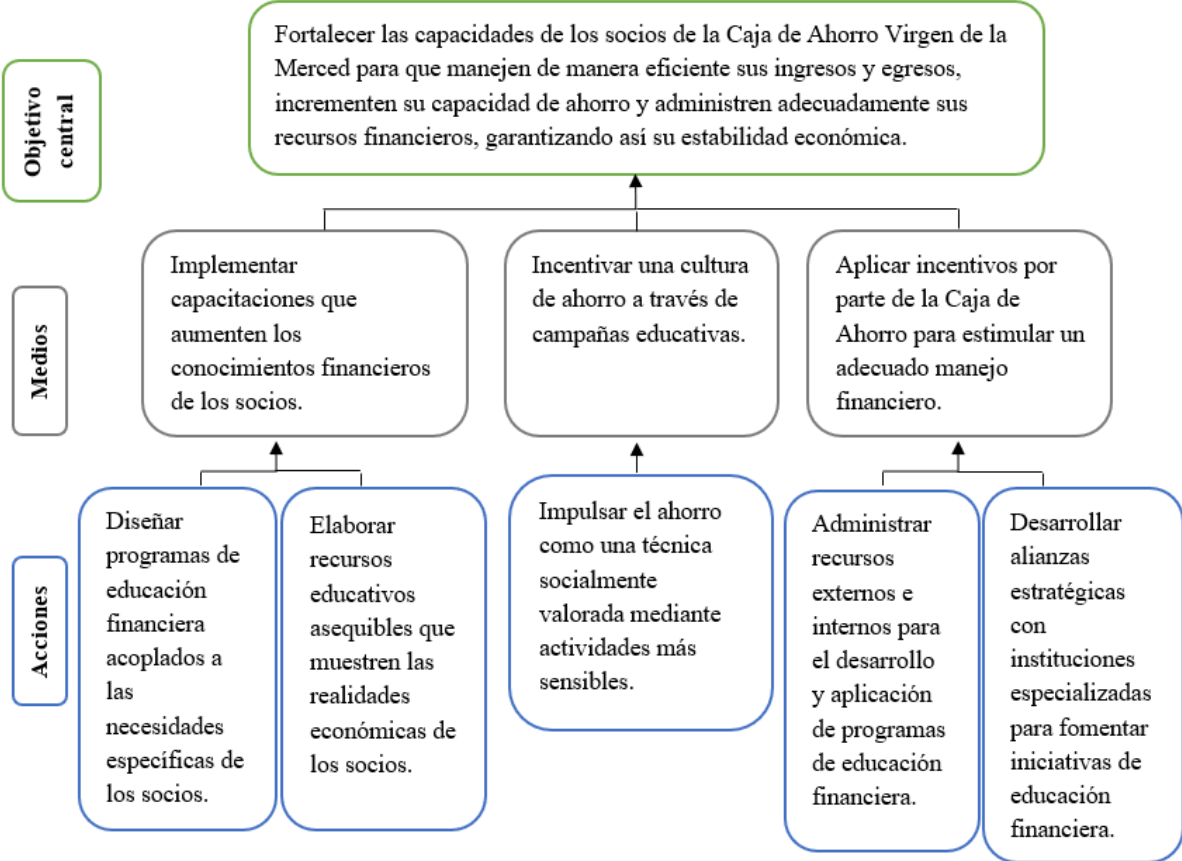 Objetivo
central
Fortalecer las capacidades de los socios de la Caja de Ahorro Virgen de la
Merced para que manejen de manera eficiente sus ingresos y egresos,
incrementen su capacidad de ahorro y administren adecuadamente sus
recursos financieros, garantizando así su estabilidad económica.
Medios
Implementar
capacitaciones que
aumenten los
conocimientos financieros
de los socios.
Incentivar una cultura
de ahorro a través de
campañas educativas.
Aplicar incentivos por
parte de la Caja de
Ahorro para estimular un
adecuado manejo
financiero.
Acciones
Diseñar
programas de
educación
financiera
acoplados a
las
necesidades
específicas de
los socios.
Elaborar
recursos
educativos
asequibles que
muestren las
realidades
económicas de
los socios.
Impulsar el ahorro
como una técnica
socialmente
valorada mediante
actividades más
sensibles.
Administrar
recursos
externos e
internos para
el desarrollo
y aplicación
de programas
de educación
financiera.
Desarrollar
alianzas
estratégicas
con
instituciones
especializadas
para fomentar
iniciativas de
educación
financiera.